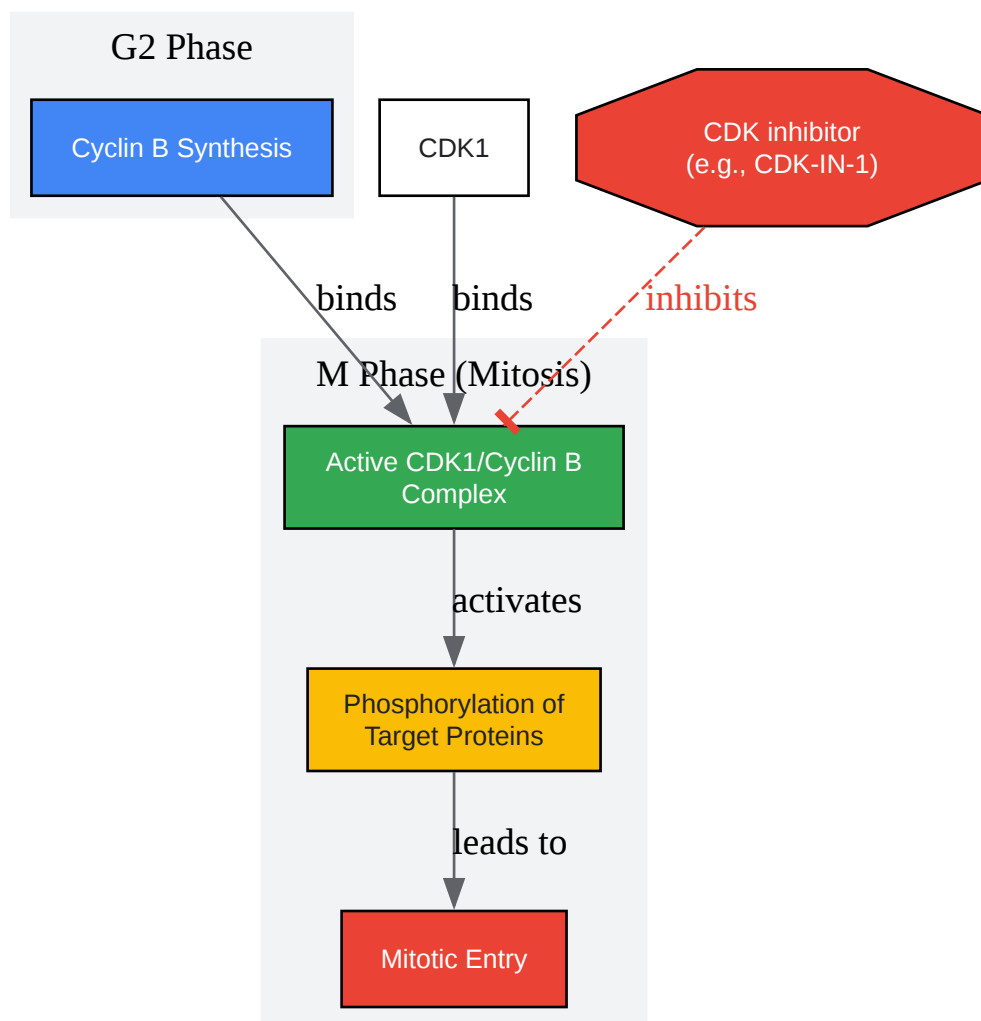 G2 Phase
Cyclin B Synthesis
CDK1
CDK inhibitor
(e.g., CDK-IN-1)
binds
binds
inhibits
M Phase (Mitosis)
Active CDK1/Cyclin B
Complex
activates
Phosphorylation of
Target Proteins
leads to
Mitotic Entry